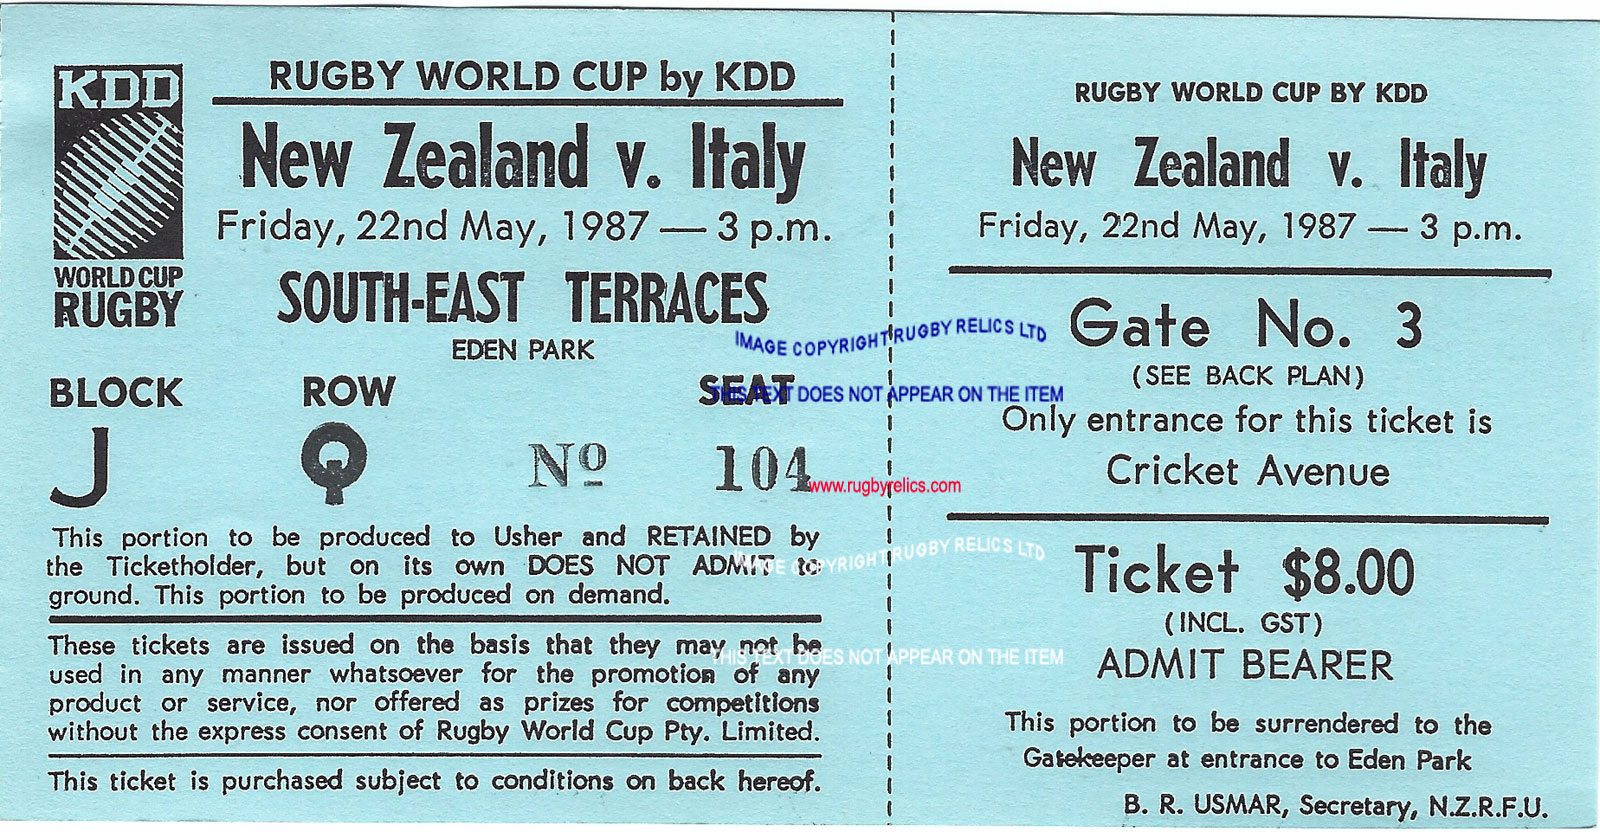 KDD
WORLD CUP
RUGBY
RUGBY WORLD CUP by KDD
New Zealand v. Italy
Friday, 22nd May, 1987 — 3 p.m.
SOUTH-EAST TERRACES
EDEN PARK
BLOCK ROW SEAT
J Q Nº 104
This portion to be produced to Usher and RETAINED by
the Ticketholder, but on its own DOES NOT ADMIT to
ground. This portion to be produced on demand.
These tickets are issued on the basis that they may not be
used in any manner whatsoever for the promotion of any
product or service, nor offered as prizes for competitions
without the express consent of Rugby World Cup Pty. Limited.
This ticket is purchased subject to conditions on back hereof.
RUGBY WORLD CUP BY KDD
New Zealand v. Italy
Friday, 22nd May, 1987 — 3 p.m.
Gate No. 3
(SEE BACK PLAN)
Only entrance for this ticket is
Cricket Avenue
Ticket $8.00
(INCL. GST)
ADMIT BEARER
This portion to be surrendered to the
Gatekeeper at entrance to Eden Park
B. R. USMAR, Secretary, N.Z.R.F.U.
IMAGE COPYRIGHT RUGBY RELICS LTD
THIS TEXT DOES NOT APPEAR ON THE ITEM
www.rugbyrelics.com
IMAGE COPYRIGHT RUGBY RELICS LTD
THIS TEXT DOES NOT APPEAR ON THE ITEM